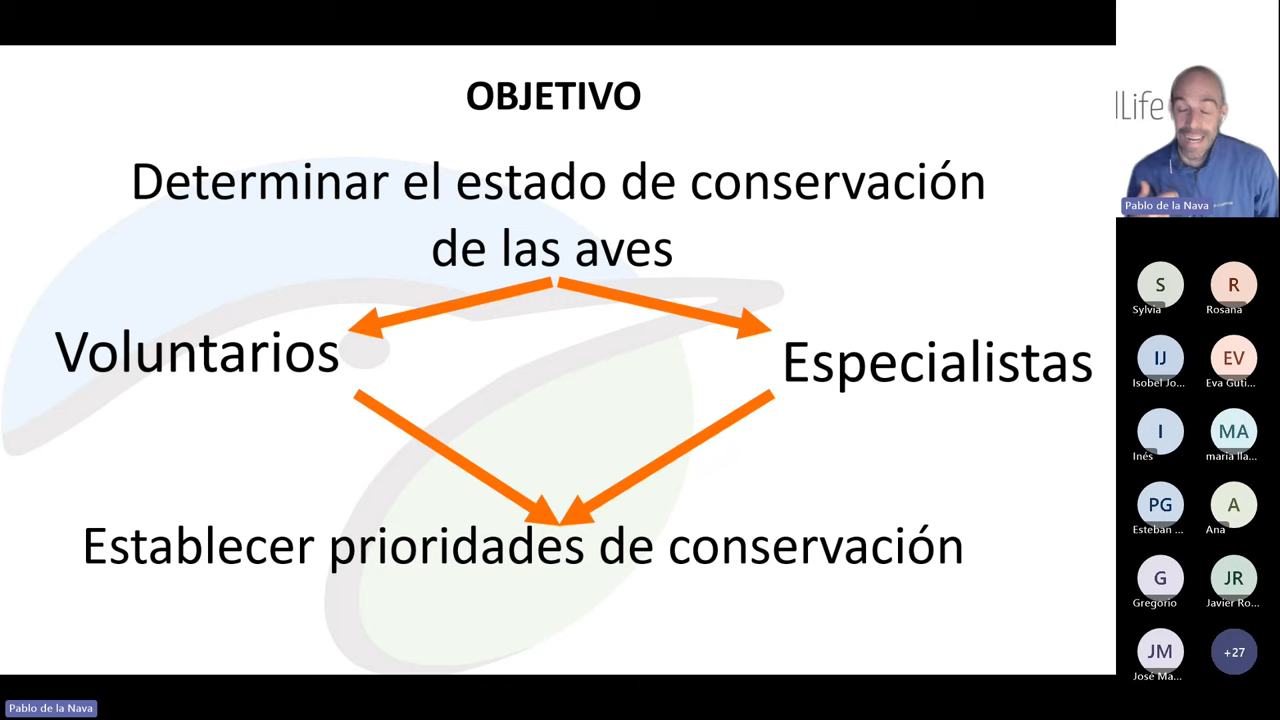 OBJETIVO
Determinar el estado de conservación
de las aves
Voluntarios
Especialistas
Establecer prioridades de conservación
lLife
Pablo de la Nava
S
Sylvia
R
Rosana
IJ
Isobel Jo...
EV
Eva Guti...
I
Inés
MA
maria lla...
PG
Esteban ...
A
Ana
G
Gregorio
JR
Javier Ro...
JM
José Ma...
+27
Pablo de la Nava